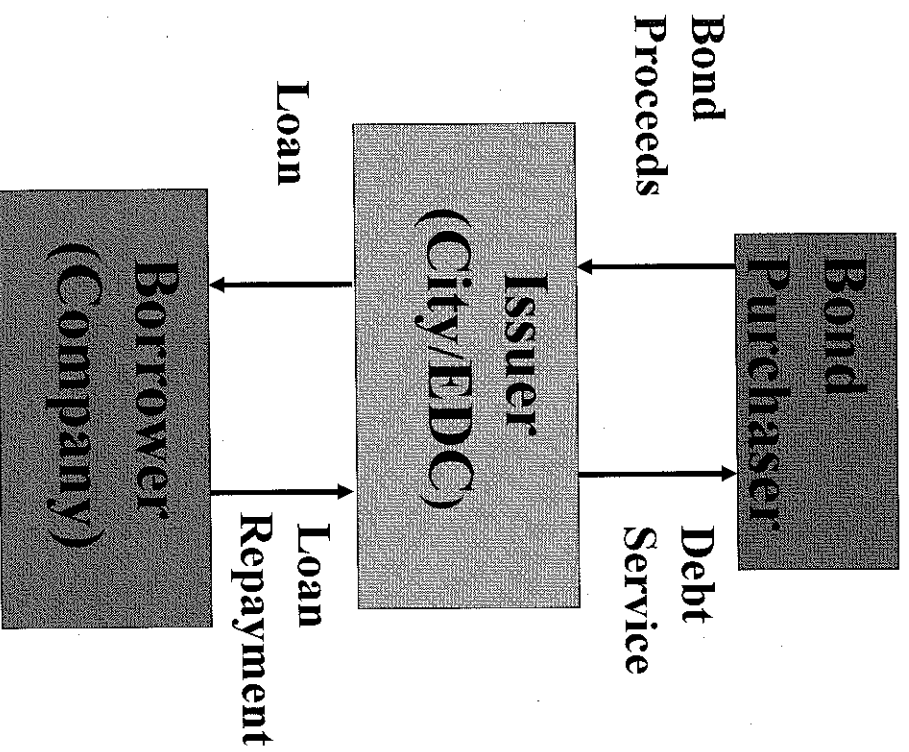 Bond
Purchaser
Bond
Proceeds
Debt
Service
Issuer
(City/EDC)
Loan
Loan
Repayment
Borrower
(Company)